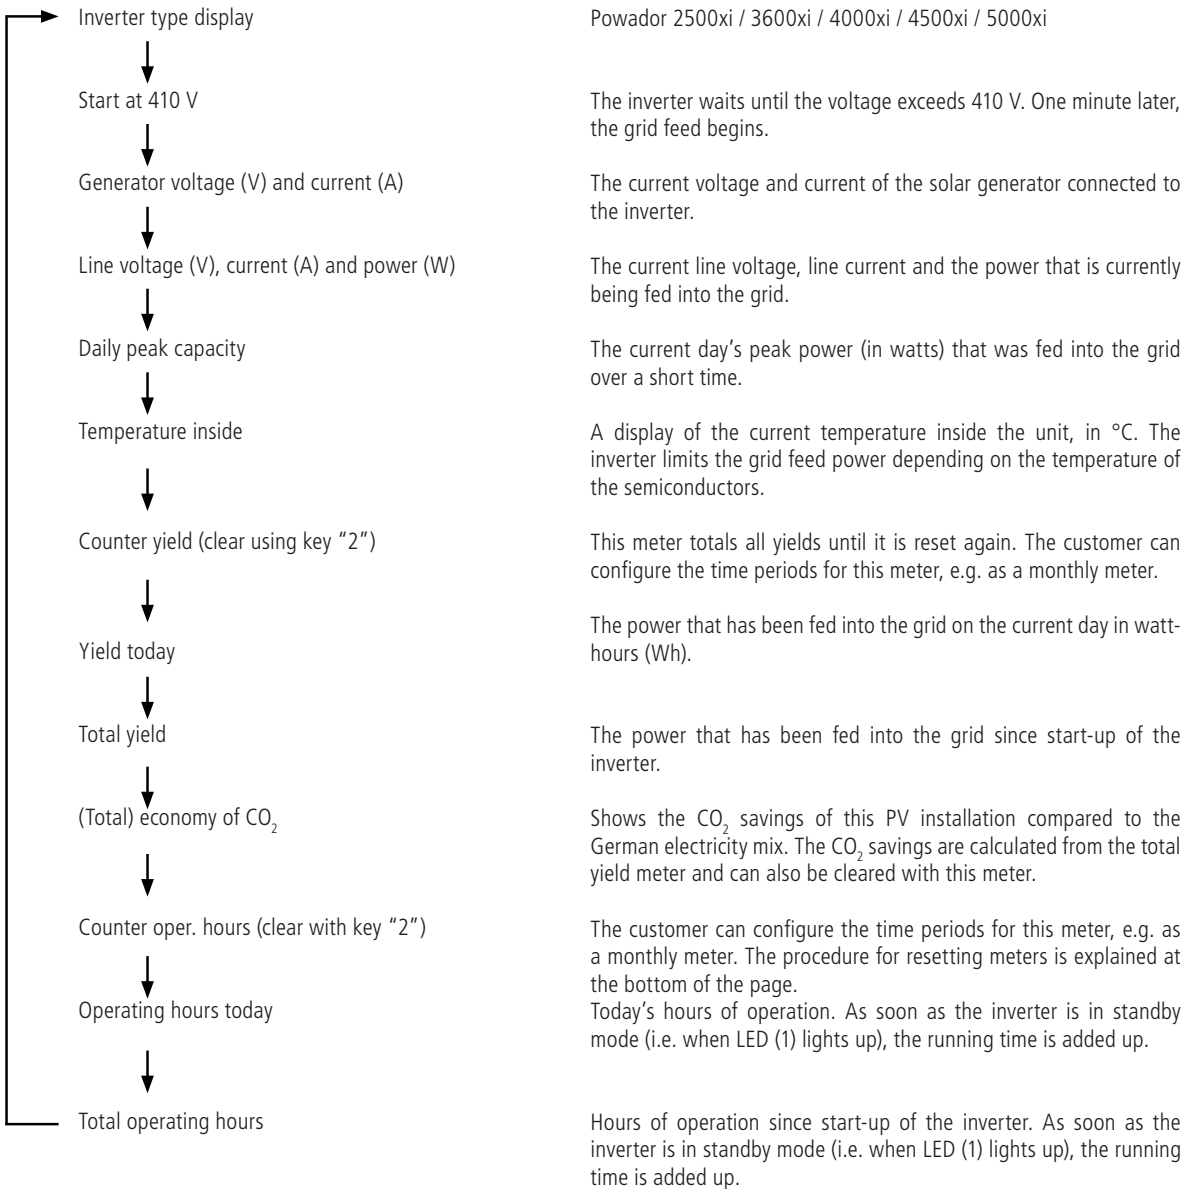 Inverter type display
Powador 2500xi / 3600xi / 4000xi / 4500xi / 5000xi
Start at 410 V
The inverter waits until the voltage exceeds 410 V. One minute later,
the grid feed begins.
Generator voltage (V) and current (A)
The current voltage and current of the solar generator connected to
the inverter.
Line voltage (V), current (A) and power (W)
The current line voltage, line current and the power that is currently
being fed into the grid.
Daily peak capacity
The current day's peak power (in watts) that was fed into the grid
over a short time.
Temperature inside
A display of the current temperature inside the unit, in °C. The
inverter limits the grid feed power depending on the temperature of
the semiconductors.
Counter yield (clear using key "2")
This meter totals all yields until it is reset again. The customer can
configure the time periods for this meter, e.g. as a monthly meter.
Yield today
The power that has been fed into the grid on the current day in watt-
hours (Wh).
Total yield
The power that has been fed into the grid since start-up of the
inverter.
(Total) economy of CO₂
Shows the CO₂ savings of this PV installation compared to the
German electricity mix. The CO₂ savings are calculated from the total
yield meter and can also be cleared with this meter.
Counter oper. hours (clear with key "2")
The customer can configure the time periods for this meter, e.g. as
a monthly meter. The procedure for resetting meters is explained at
the bottom of the page.
Operating hours today
Today's hours of operation. As soon as the inverter is in standby
mode (i.e. when LED (1) lights up), the running time is added up.
Total operating hours
Hours of operation since start-up of the inverter. As soon as the
inverter is in standby mode (i.e. when LED (1) lights up), the running
time is added up.